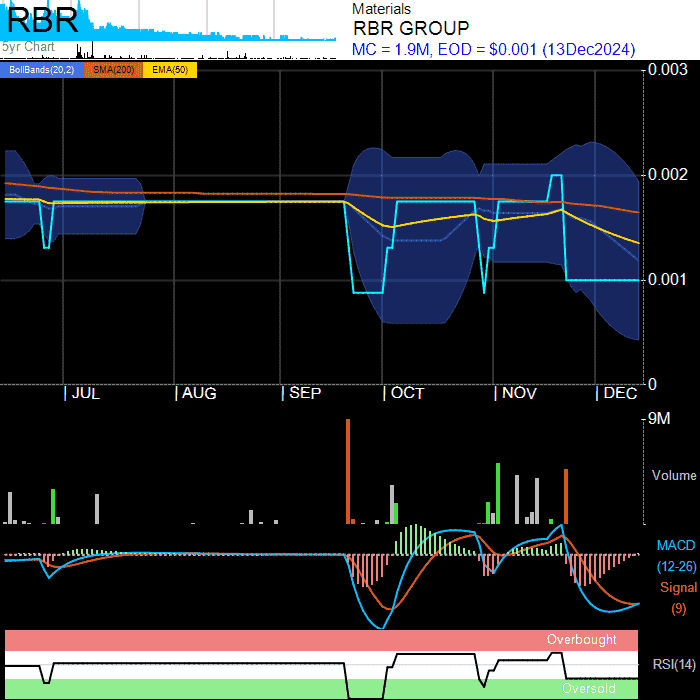 RBR
5yr Chart
Materials
RBR GROUP
MC = 1.9M, EOD = $0.001 (13Dec2024)
BollBands(20,2) SMA(200) EMA(50)
0.003
0.002
0.001
0
JUL AUG SEP OCT NOV DEC
9M
Volume
MACD
(12-26)
Signal
(9)
Overbought
RSI(14)
Oversold